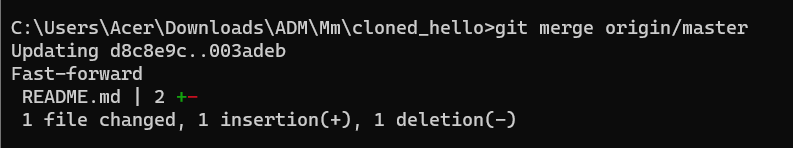 C:\Users\Acer\Downloads\ADM\Mm\cloned_hello>git merge origin/master
Updating d8c8e9c..003adeb
Fast-forward
 README.md | 2 +-
 1 file changed, 1 insertion(+), 1 deletion(-)